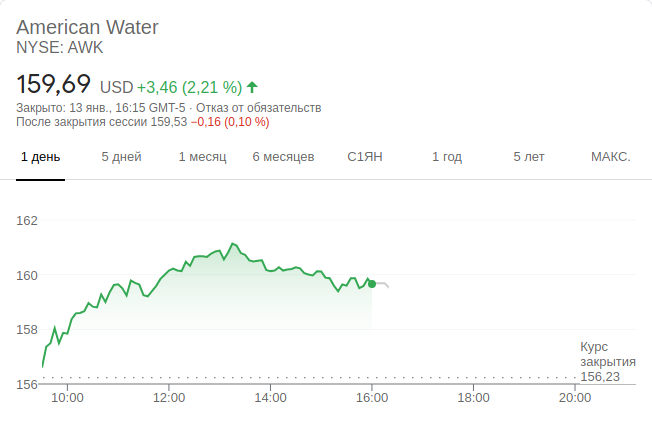 American Water
NYSE: AWK
159,69 USD +3,46 (2,21 %)
Закрыто: 13 янв., 16:15 GMT-5 · Отказ от обязательств
После закрытия сессии 159,53 −0,16 (0,10 %)
1 день 5 дней 1 месяц 6 месяцев С1ЯН 1 год 5 лет МАКС.
162
160
158
Курс
закрытия
156,23
156
10:00 12:00 14:00 16:00 18:00 20:00